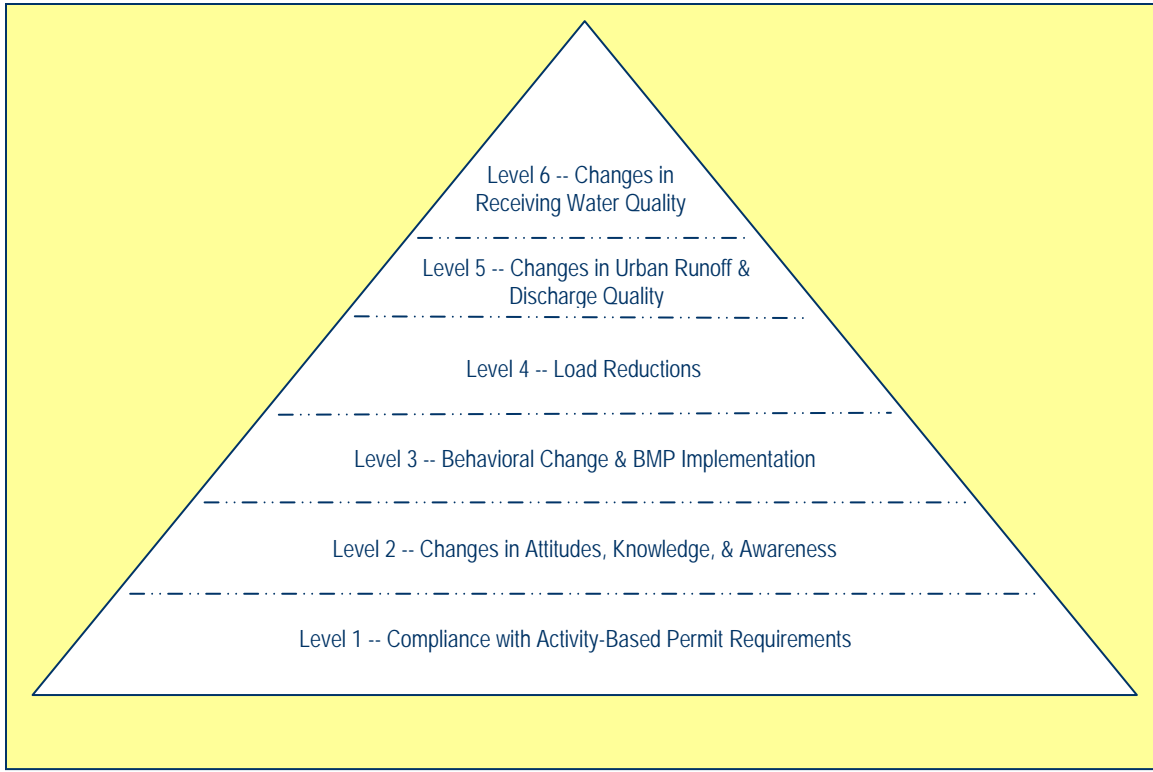 Level 6 -- Changes in
Receiving Water Quality
Level 5 -- Changes in Urban Runoff &
Discharge Quality
Level 4 -- Load Reductions
Level 3 -- Behavioral Change & BMP Implementation
Level 2 -- Changes in Attitudes, Knowledge, & Awareness
Level 1 -- Compliance with Activity-Based Permit Requirements